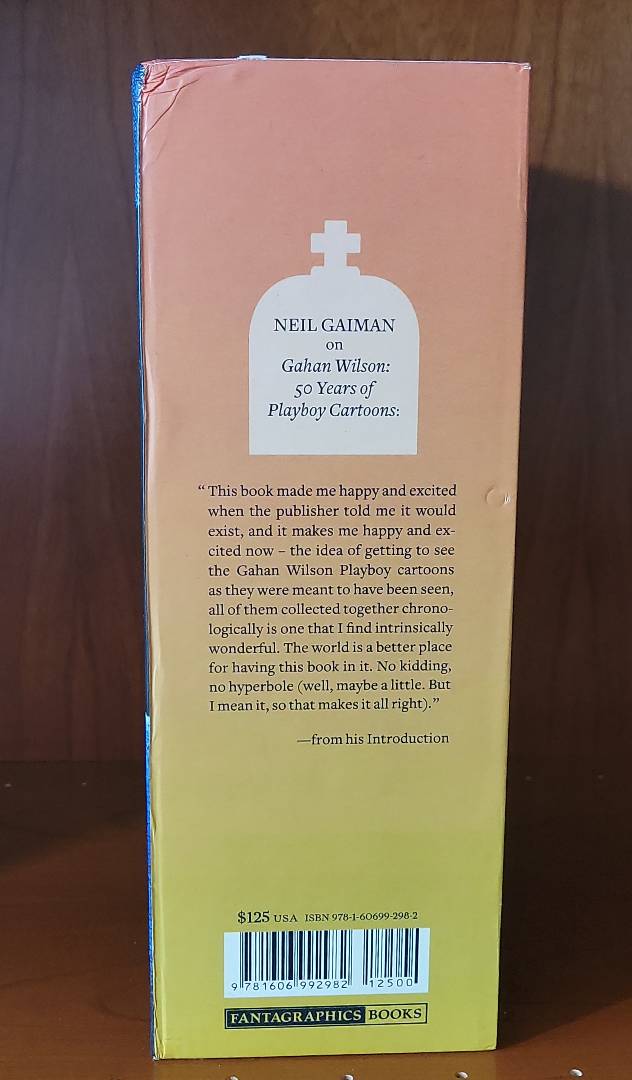 NEIL GAIMAN
on
Gahan Wilson:
50 Years of
Playboy Cartoons:
“This book made me happy and excited
when the publisher told me it would
exist, and it makes me happy and ex-
cited now – the idea of getting to see
the Gahan Wilson Playboy cartoons
as they were meant to have been seen,
all of them collected together chrono-
logically is one that I find intrinsically
wonderful. The world is a better place
for having this book in it. No kidding,
no hyperbole (well, maybe a little. But
I mean it, so that makes it all right).”
—from his Introduction
$125 USA ISBN 978-1-60699-298-2
9 781606 992982 12500
FANTAGRAPHICS BOOKS